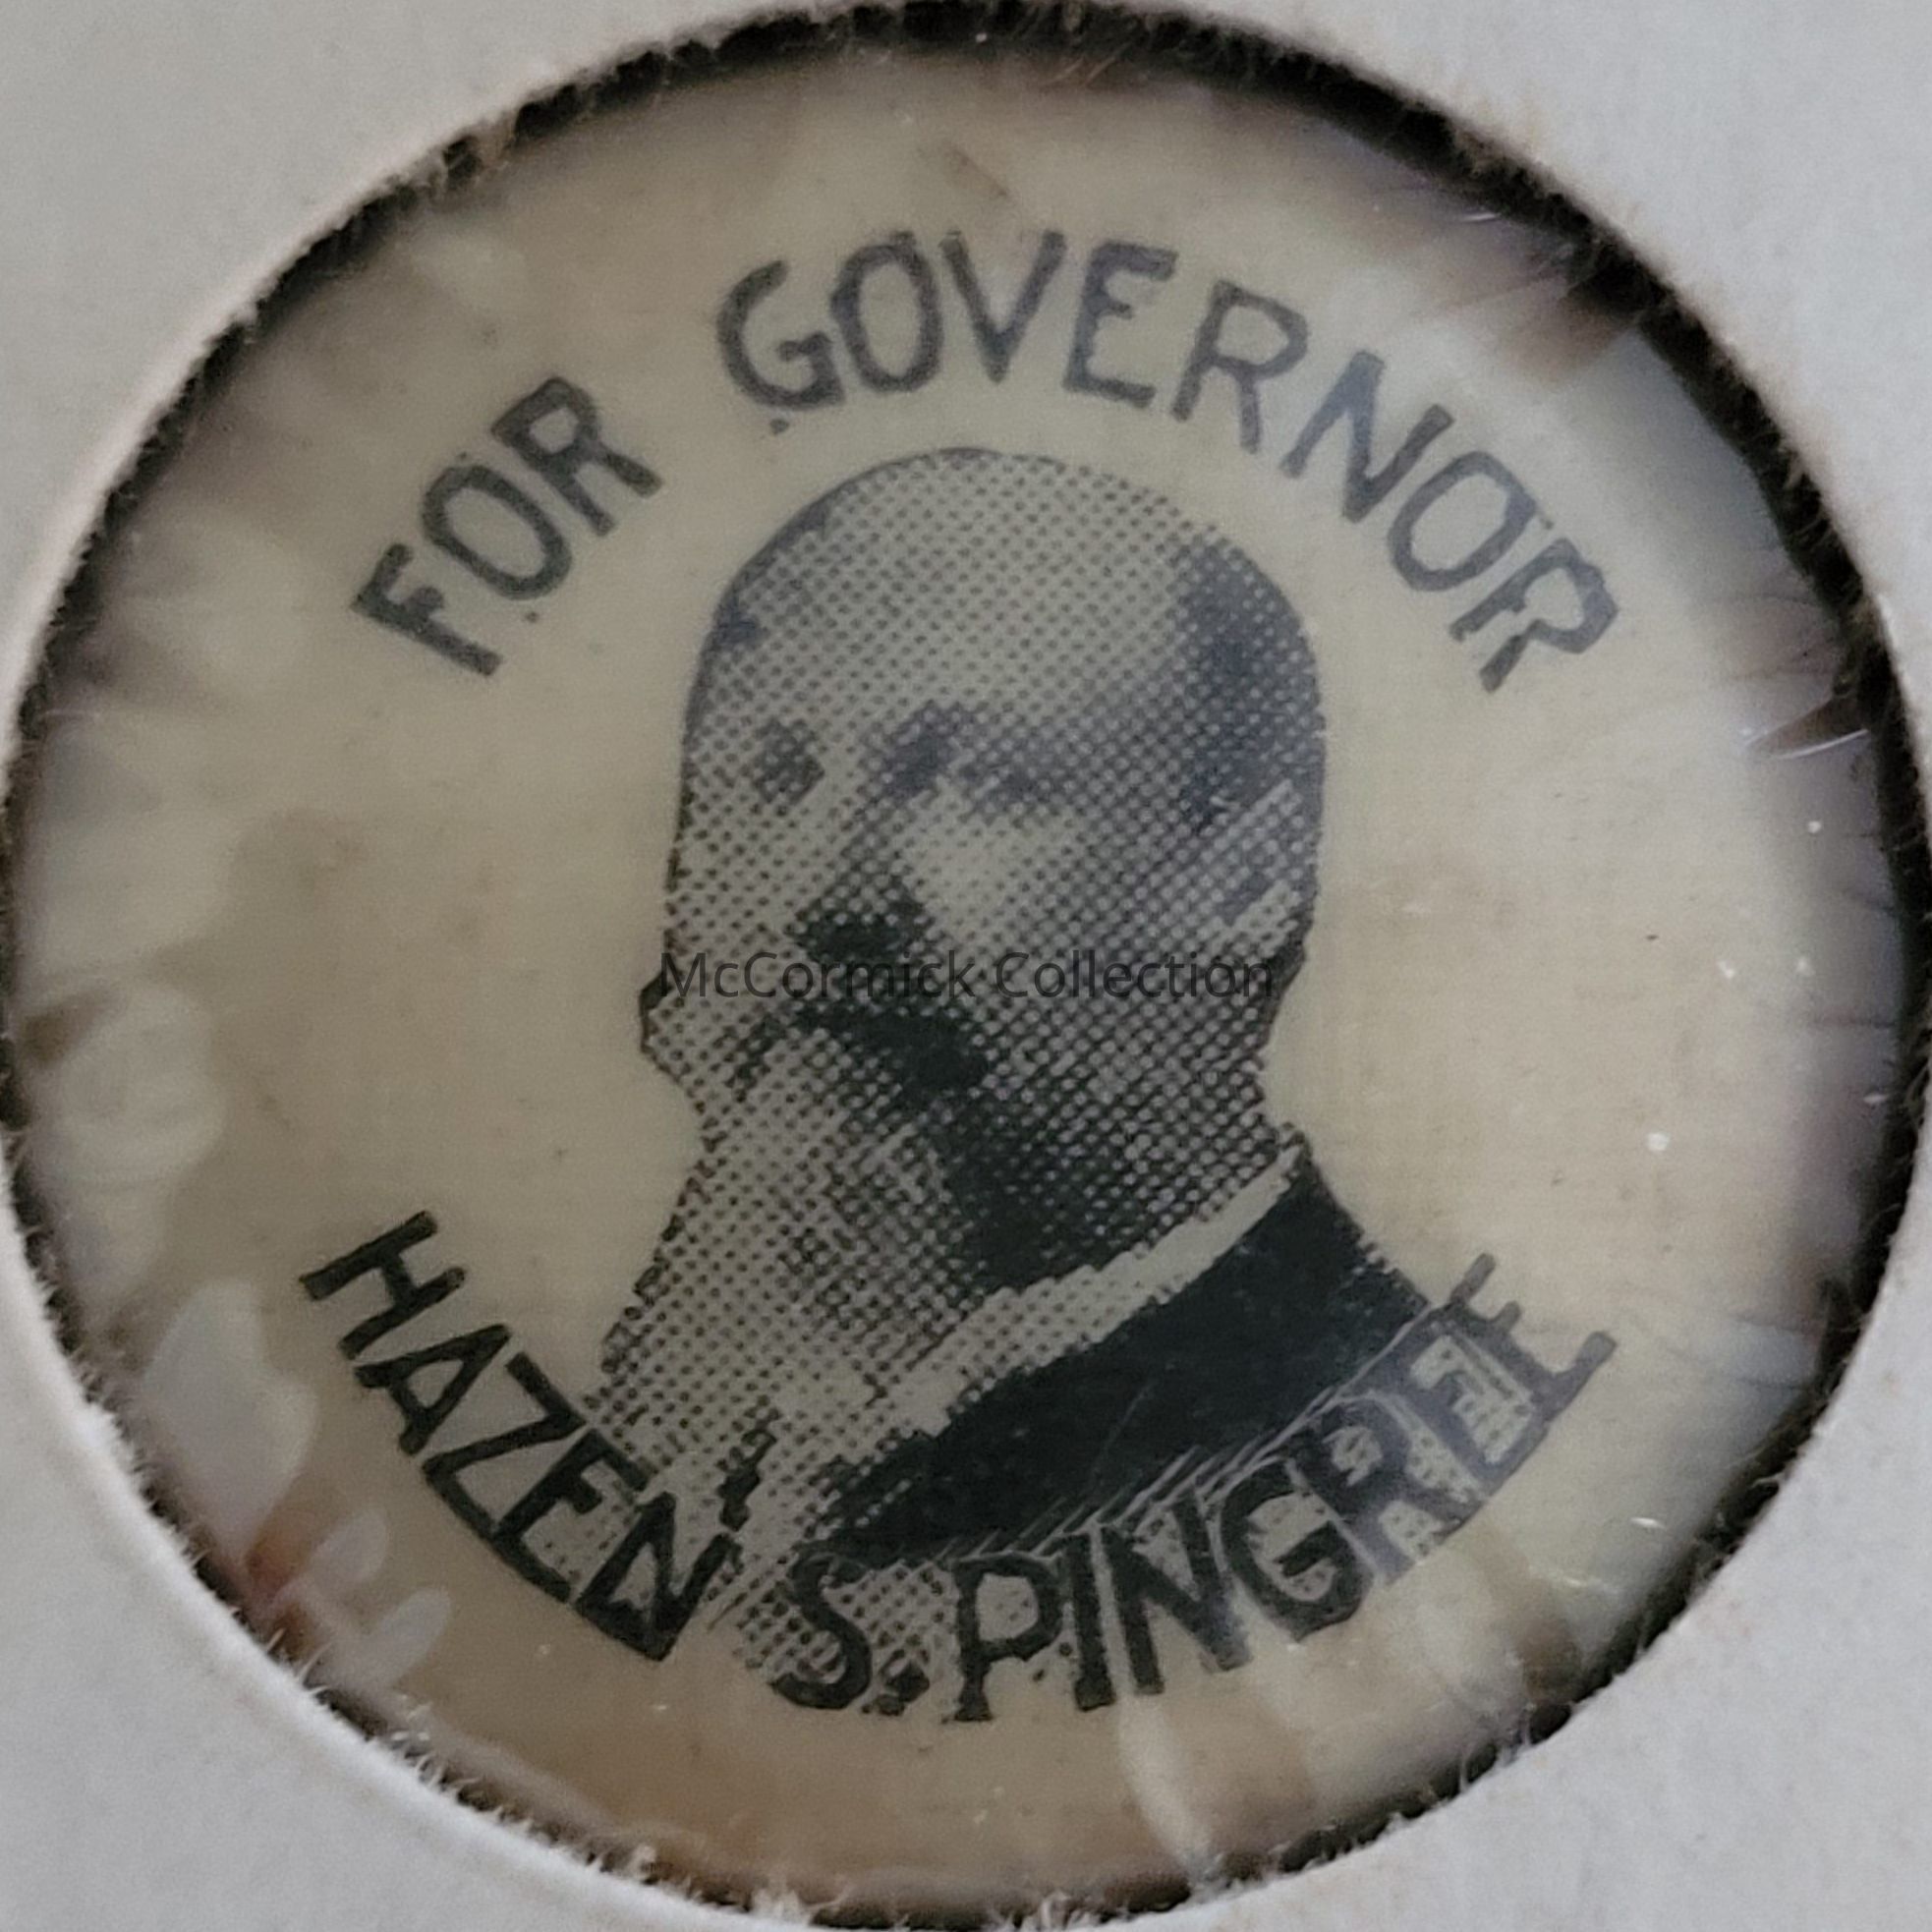 FOR GOVERNOR
McCormick Collection
HAZEN S. PINGREE